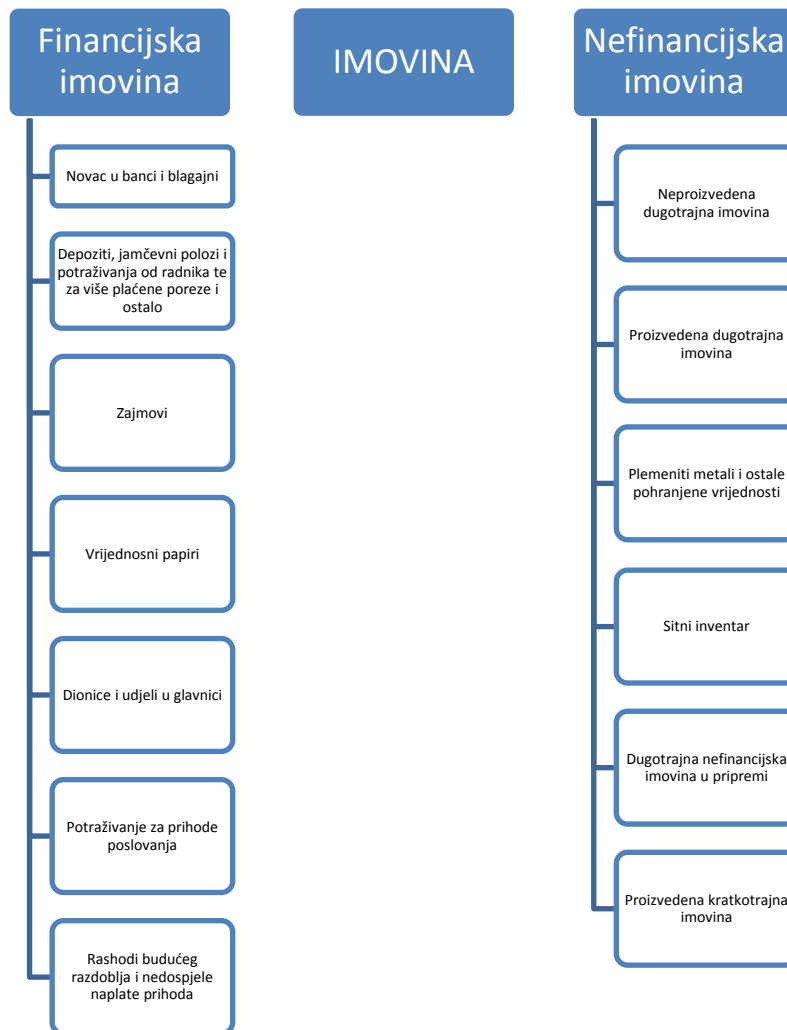 Financijska
imovina
Novac u banci i blagajni
Depoziti, jamčevni polozi i
potraživanja od radnika te
za više plaćene poreze i
ostalo
Zajmovi
Vrijednosni papiri
Dionice i udjeli u glavnici
Potraživanje za prihode
poslovanja
Rashodi budućeg
razdoblja i nedospjele
naplate prihoda
IMOVINA
Nefinancijska
imovina
Neproizvedena
dugotrajna imovina
Proizvedena dugotrajna
imovina
Plemeniti metali i ostale
pohranjene vrijednosti
Sitni inventar
Dugotrajna nefinancijska
imovina u pripremi
Proizvedena kratkotrajna
imovina